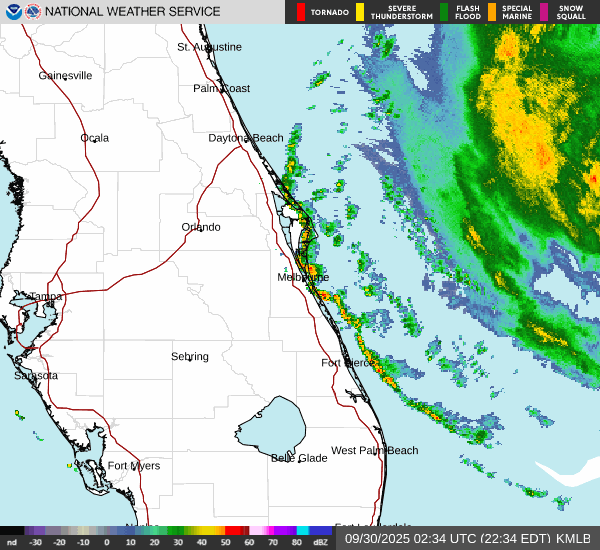 NATIONAL WEATHER SERVICE
TORNADO
SEVERE THUNDERSTORM
FLASH FLOOD
SPECIAL MARINE
SNOW SQUALL
St. Augustine
Gainesville
Palm Coast
Ocala
Daytona Beach
Orlando
Melbourne
Tampa
Sebring
Fort Pierce
Sarasota
West Palm Beach
Belle Glade
Fort Myers
nd -30 -20 -10 0 10 20 30 40 50 60 70 80 dBZ
09/30/2025 02:34 UTC (22:34 EDT) KMLB